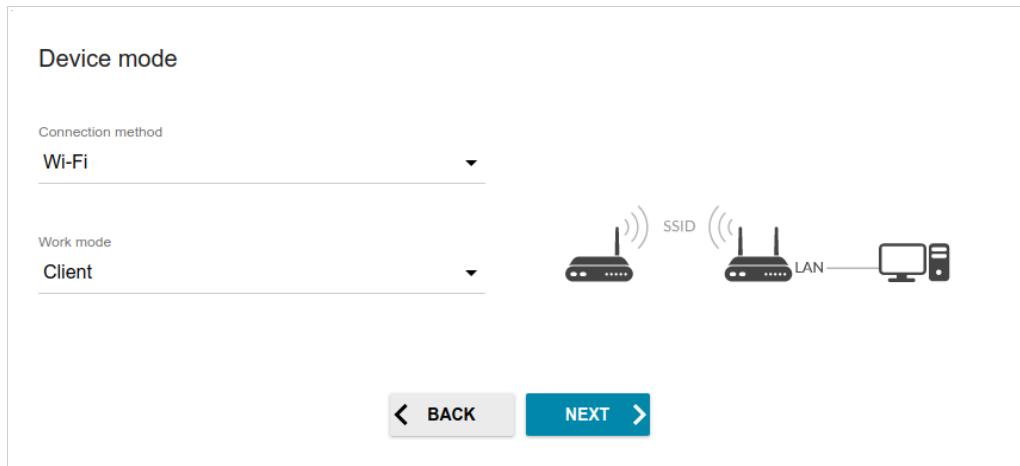 Device mode
Connection method
Wi-Fi
Work mode
Client
SSID
LAN
BACK
NEXT